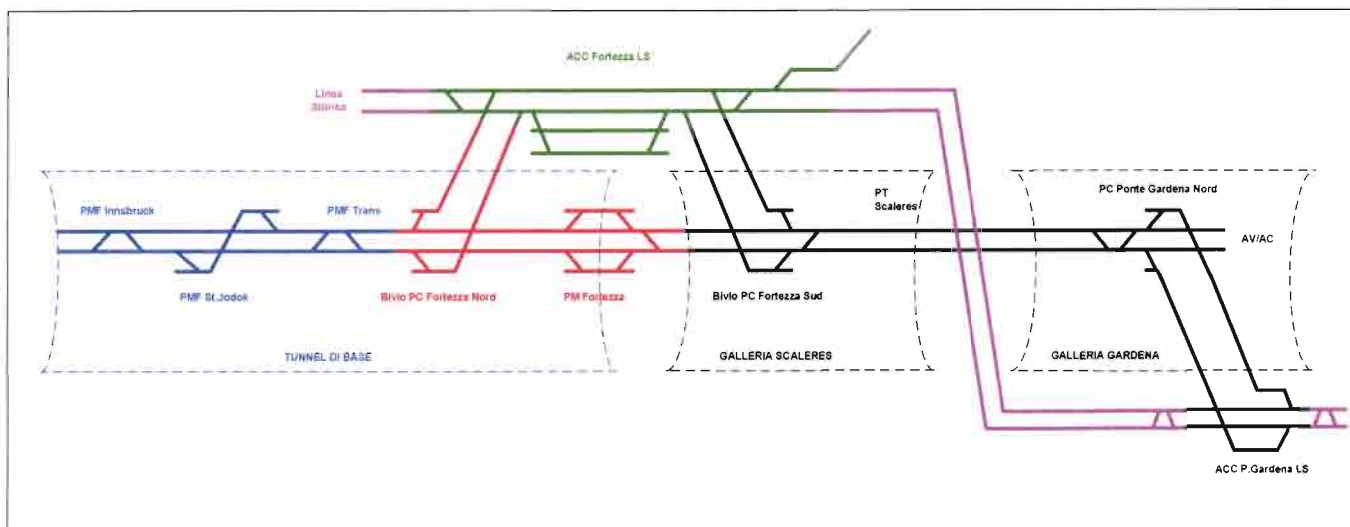 ACC Fortezza LS
Linea
Storica
PMF Innsbruck
PMF Trans
PT
Scaleres
PC Ponte Gardena Nord
AV/AC
PMF St.Jodok
Bivio PC Fortezza Nord
PM Fortezza
Bivio PC Fortezza Sud
TUNNEL DI BASE
GALLERIA SCALERES
GALLERIA GARDENA
ACC P.Gardena LS